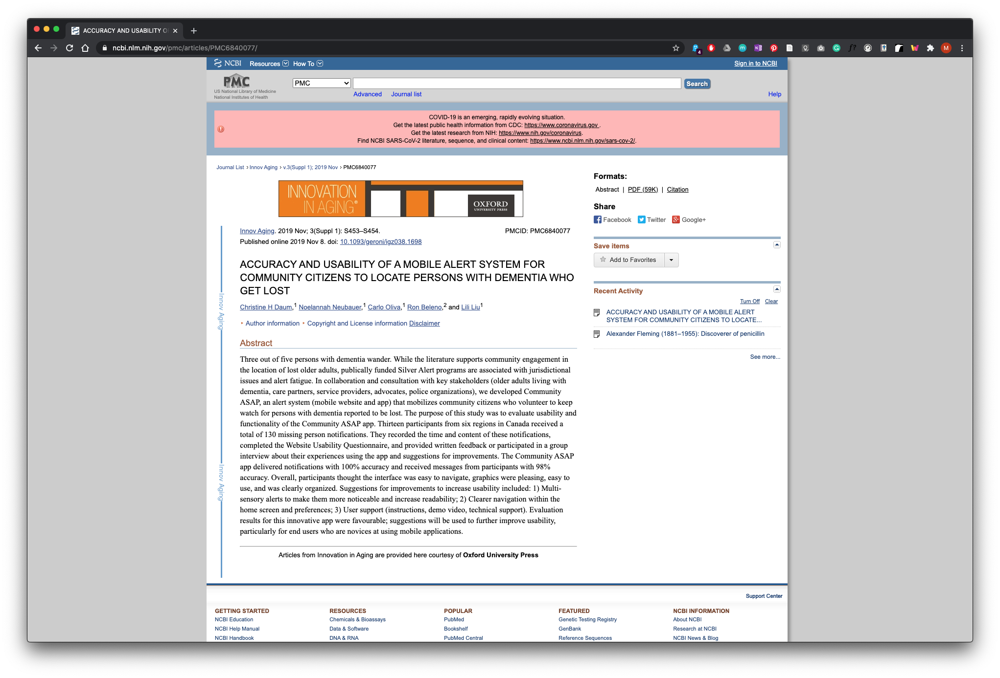 ACCURACY AND USABILITY O
ncbi.nlm.nih.gov/pmc/articles/PMC6840077/
4
M
NCBI Resources How To Sign in to NCBI
PMC
US National Library of Medicine
National Institutes of Health
PMC Search
Advanced Journal list Help
COVID-19 is an emerging, rapidly evolving situation.
Get the latest public health information from CDC: https://www.coronavirus.gov .
Get the latest research from NIH: https://www.nih.gov/coronavirus.
Find NCBI SARS-CoV-2 literature, sequence, and clinical content: https://www.ncbi.nlm.nih.gov/sars-cov-2/.
Journal List > Innov Aging > v.3(Suppl 1); 2019 Nov > PMC6840077
INNOVATION
IN AGING®
OXFORD
UNIVERSITY PRESS
Innov Aging. 2019 Nov; 3(Suppl 1): S453–S454. PMCID: PMC6840077
Published online 2019 Nov 8. doi: 10.1093/geroni/igz038.1698
ACCURACY AND USABILITY OF A MOBILE ALERT SYSTEM FOR
COMMUNITY CITIZENS TO LOCATE PERSONS WITH DEMENTIA WHO
GET LOST
Christine H Daum,1 Noelannah Neubauer,1 Carlo Oliva,1 Ron Beleno,2 and Lili Liu1
Author information Copyright and License information Disclaimer
Abstract
Three out of five persons with dementia wander. While the literature supports community engagement in
the location of lost older adults, publically funded Silver Alert programs are associated with jurisdictional
issues and alert fatigue. In collaboration and consultation with key stakeholders (older adults living with
dementia, care partners, service providers, advocates, police organizations), we developed Community
ASAP, an alert system (mobile website and app) that mobilizes community citizens who volunteer to keep
watch for persons with dementia reported to be lost. The purpose of this study was to evaluate usability and
functionality of the Community ASAP app. Thirteen participants from six regions in Canada received a
total of 130 missing person notifications. They recorded the time and content of these notifications,
completed the Website Usability Questionnaire, and provided written feedback or participated in a group
interview about their experiences using the app and suggestions for improvements. The Community ASAP
app delivered notifications with 100% accuracy and received messages from participants with 98%
accuracy. Overall, participants thought the interface was easy to navigate, graphics were pleasing, easy to
use, and was clearly organized. Suggestions for improvements to increase usability included: 1) Multi-
sensory alerts to make them more noticeable and increase readability; 2) Clearer navigation within the
home screen and preferences; 3) User support (instructions, demo video, technical support). Evaluation
results for this innovative app were favourable; suggestions will be used to further improve usability,
particularly for end users who are novices at using mobile applications.
Articles from Innovation in Aging are provided here courtesy of Oxford University Press
Innov Aging
Innov Aging
Formats:
Abstract | PDF (59K) | Citation
Share
Facebook Twitter Google+
Save items
Add to Favorites
Recent Activity
Turn Off Clear
ACCURACY AND USABILITY OF A MOBILE ALERT
SYSTEM FOR COMMUNITY CITIZENS TO LOCATE...
Alexander Fleming (1881–1955): Discoverer of penicillin
See more...
Support Center
GETTING STARTED
NCBI Education
NCBI Help Manual
NCBI Handbook
RESOURCES
Chemicals & Bioassays
Data & Software
DNA & RNA
POPULAR
PubMed
Bookshelf
PubMed Central
FEATURED
Genetic Testing Registry
GenBank
Reference Sequences
NCBI INFORMATION
About NCBI
Research at NCBI
NCBI News & Blog